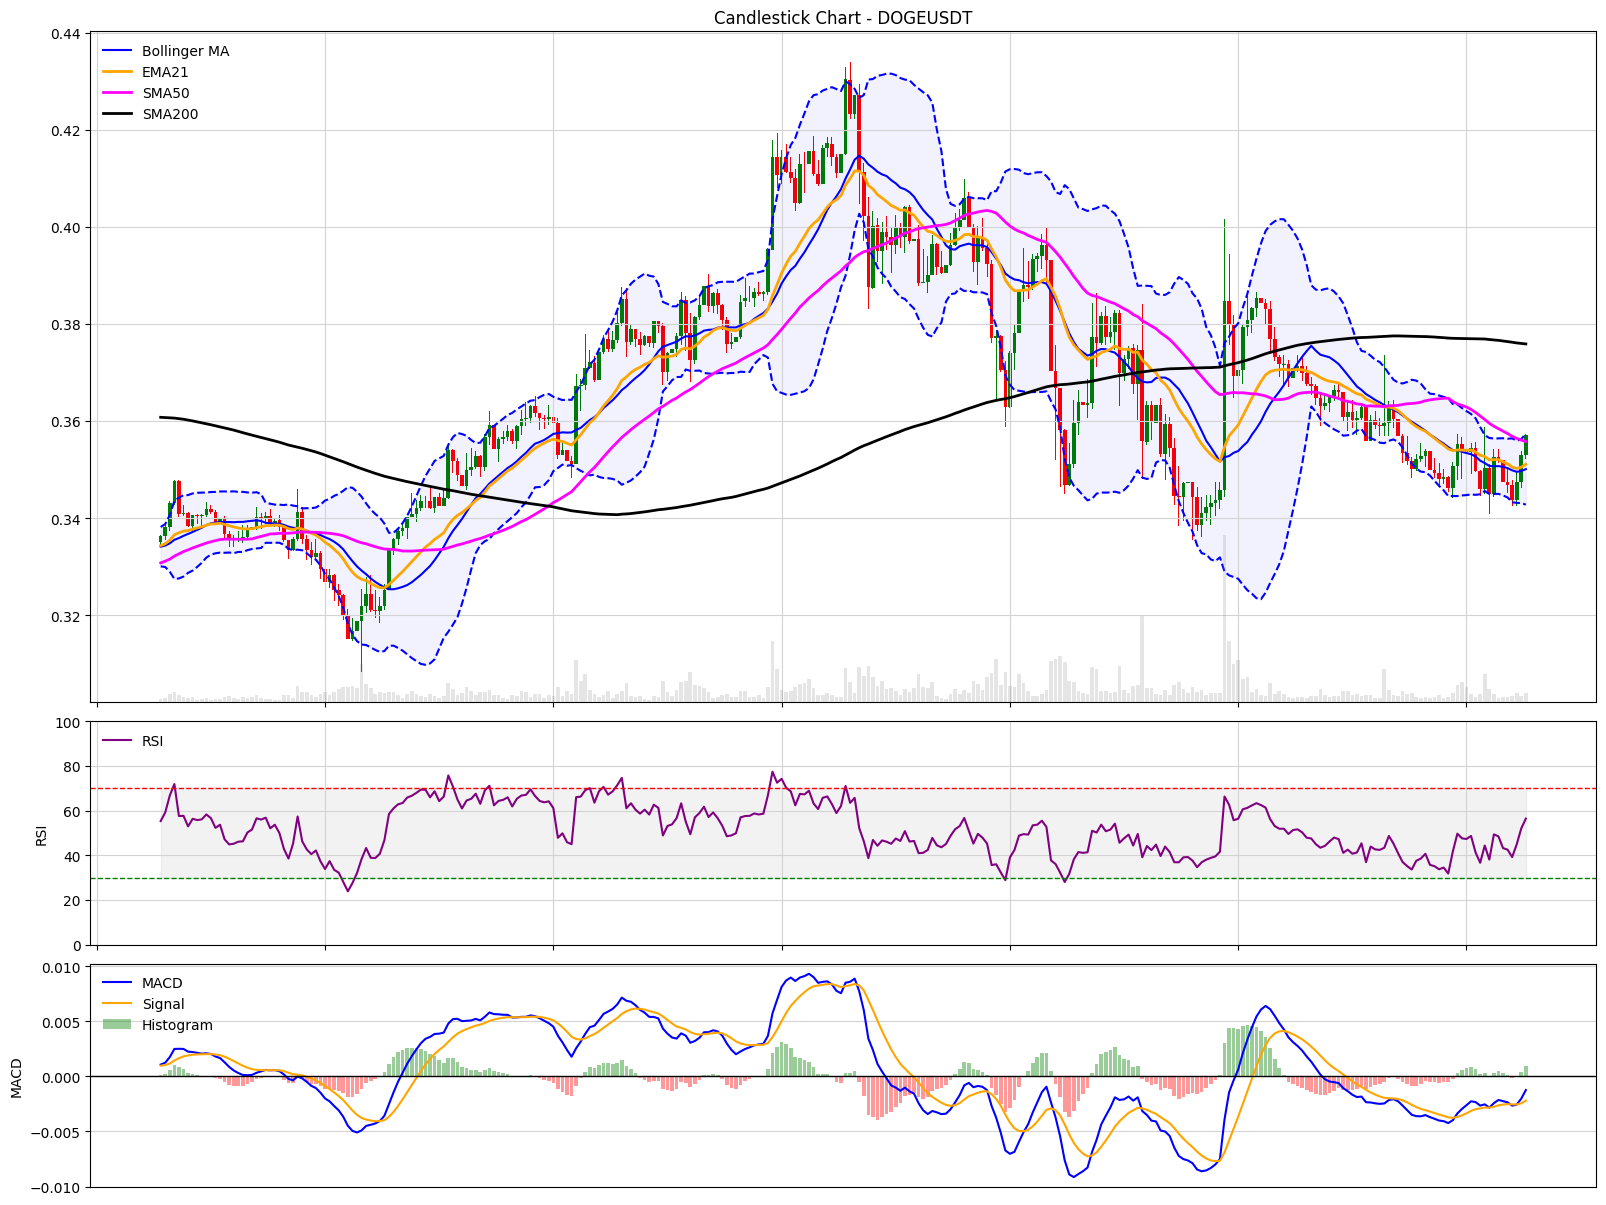 Candlestick Chart - DOGEUSDT
0.44
0.42
0.40
0.38
0.36
0.34
0.32
Bollinger MA
EMA21
SMA50
SMA200
100
80
60
40
20
0
RSI
RSI
0.010
0.005
0.000
−0.005
−0.010
MACD
MACD
Signal
Histogram